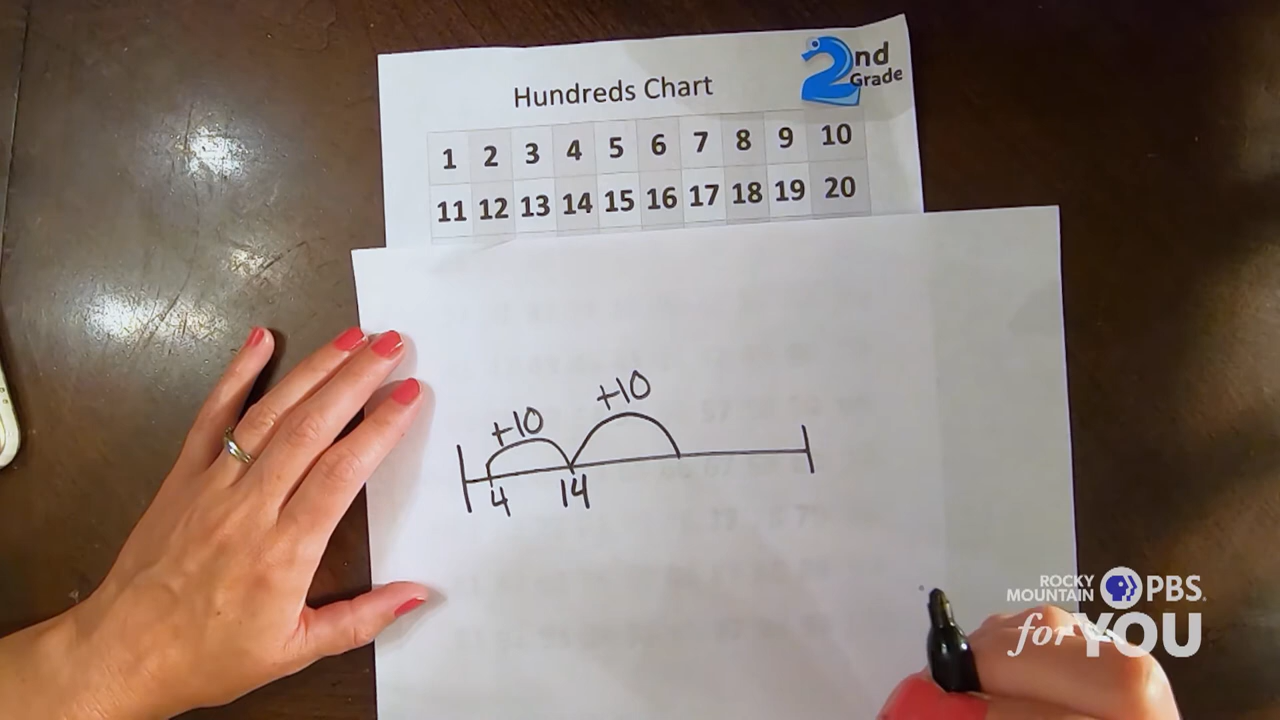 Hundreds Chart
2nd
Grade
1 2 3 4 5 6 7 8 9 10
11 12 13 14 15 16 17 18 19 20
+10 +10
4 14
ROCKY
MOUNTAIN PBS.
for YOU